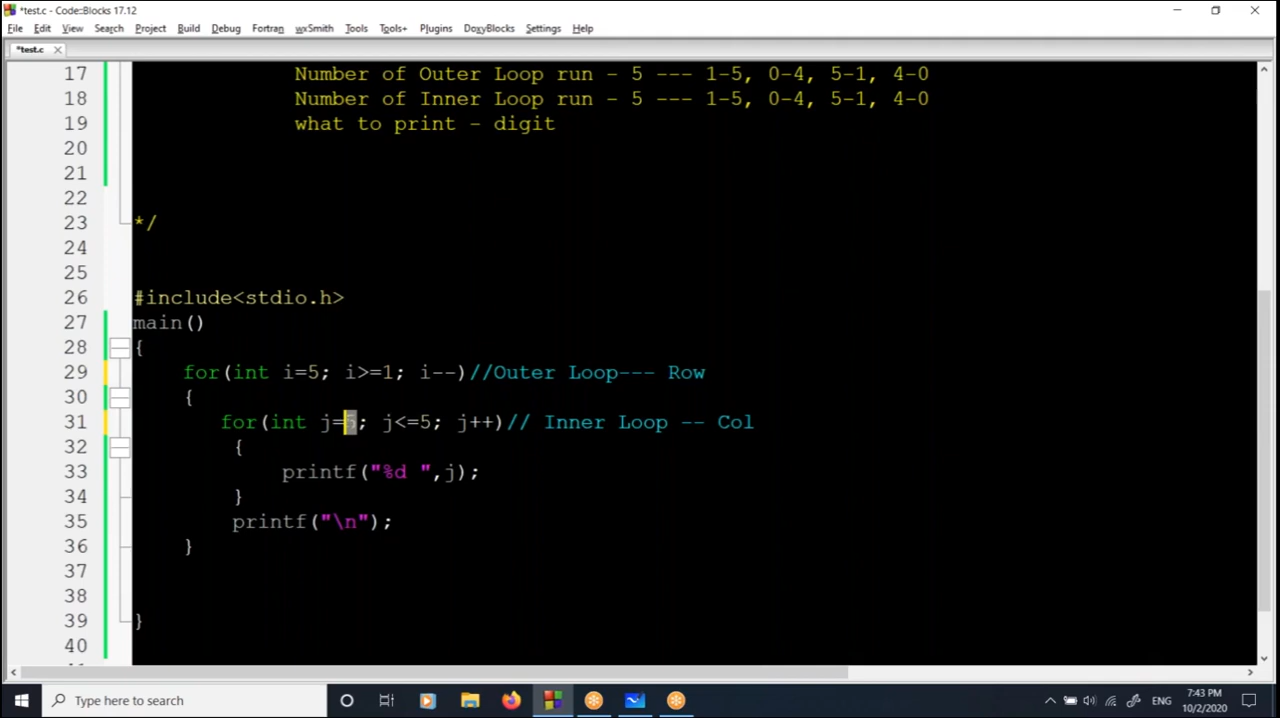 *test.c - Code::Blocks 17.12
File Edit View Search Project Build Debug Fortran wxSmith Tools Tools+ Plugins DoxyBlocks Settings Help
*test.c
17 Number of Outer Loop run - 5 --- 1-5, 0-4, 5-1, 4-0
18 Number of Inner Loop run - 5 --- 1-5, 0-4, 5-1, 4-0
19 what to print - digit
20
21
22
23 */
24
25
26 #include<stdio.h>
27 main()
28 {
29 for(int i=5; i>=1; i--)//Outer Loop--- Row
30 {
31 for(int j=5; j<=5; j++)// Inner Loop -- Col
32 {
33 printf("%d ",j);
34 }
35 printf("\n");
36 }
37
38
39 }
40
Type here to search
ENG
7:43 PM
10/2/2020